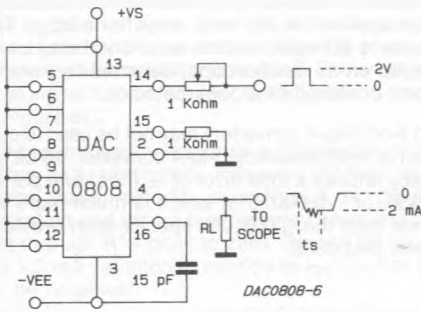 +VS
13
5 14 2V
6 0
7 1 Kohm
8 DAC 15
9 0808 2 1 Kohm
10 4 0
11 TO 2 mA
12 16 RL SCOPE ts
-VEE 3
15 pF DAC0808-6